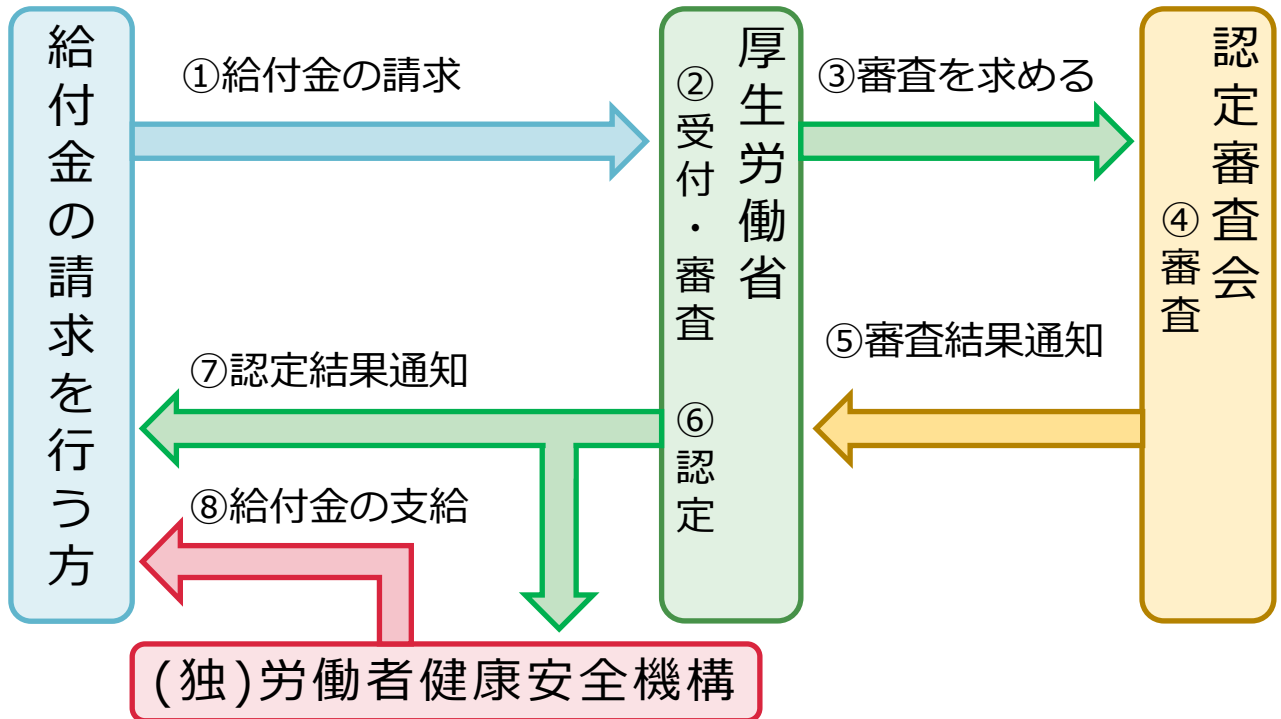 給付金の請求を行う方
①給付金の請求
厚生労働省
②受付・審査
⑥認定
③審査を求める
認定審査会
④審査
⑤審査結果通知
⑦認定結果通知
⑧給付金の支給
(独)労働者健康安全機構